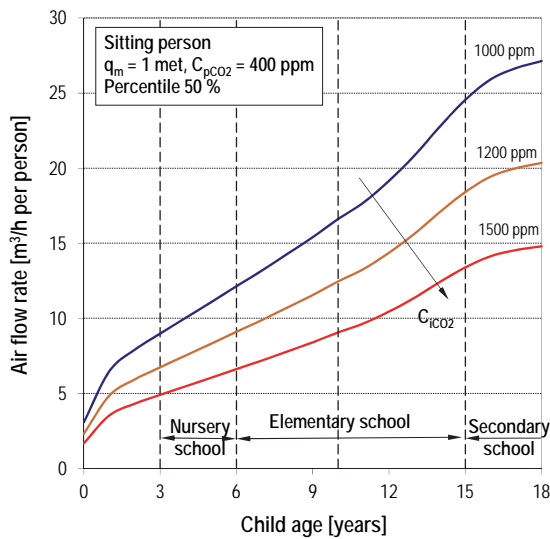 Sitting person
qm = 1 met, CpCO2 = 400 ppm
Percentile 50 %
1000 ppm
1200 ppm
1500 ppm
CiCO2
Nursery
school
Elementary school
Secondary
school
Air flow rate [m³/h per person]
30
25
20
15
10
5
0
0 3 6 9 12 15 18
Child age [years]